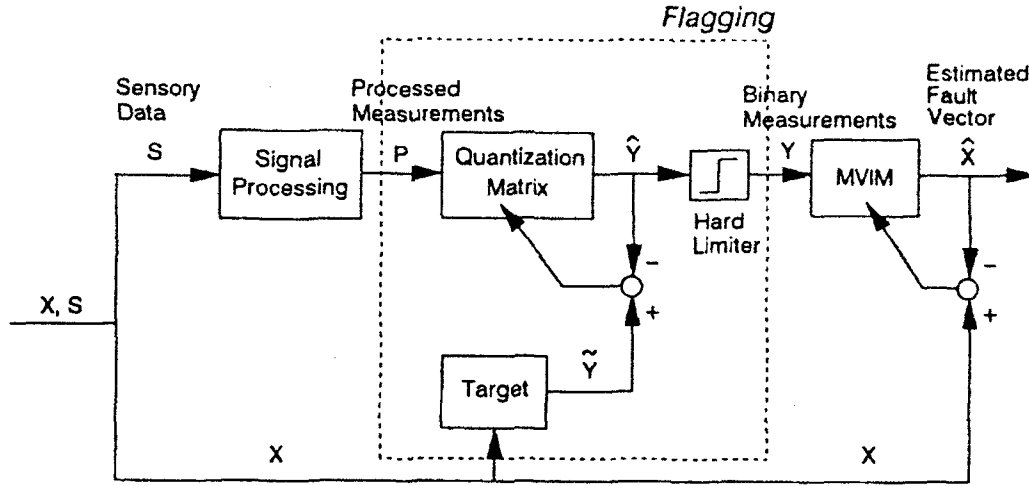 Flagging
Sensory
Data
Processed
Measurements
Binary
Measurements
Estimated
Fault
Vector
S
Signal
Processing
P
Quantization
Matrix
Ŷ
Y
MVIM
X̂
Hard
Limiter
−
+
−
+
X, S
Target
Ỹ
X
X